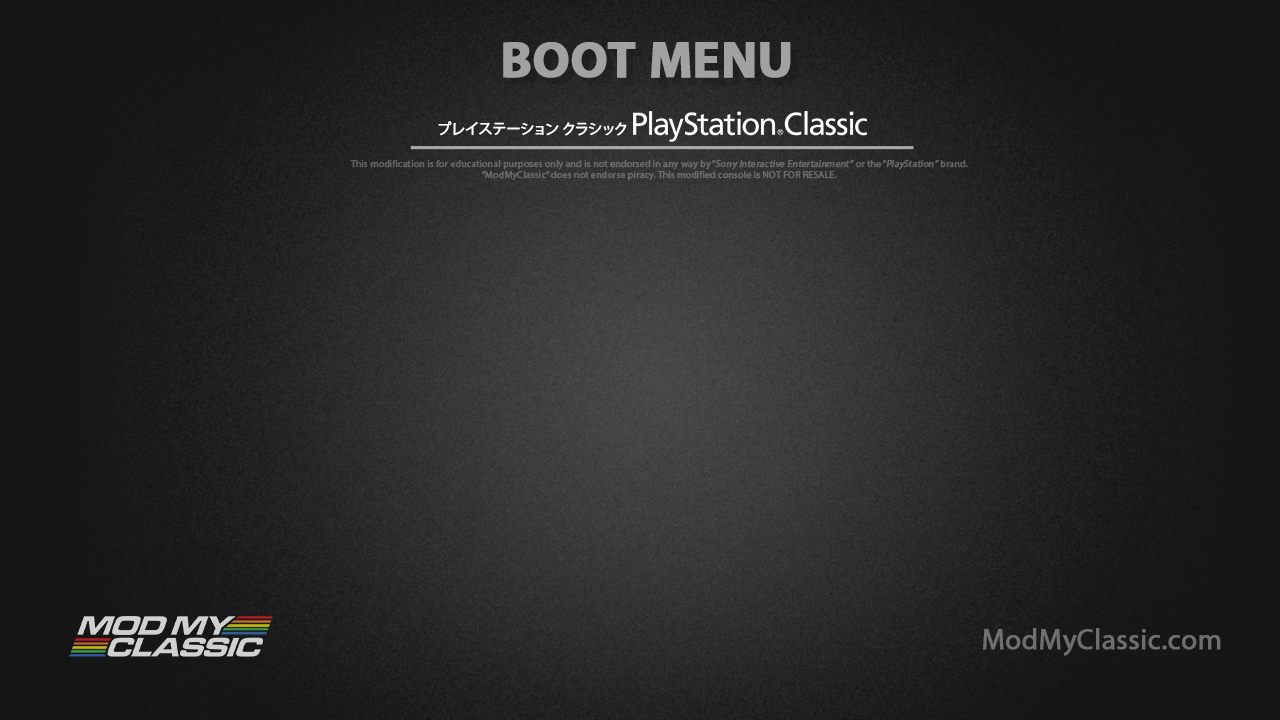 BOOT MENU
プレイステーション クラシック PlayStation®Classic
This modification is for educational purposes only and is not endorsed in any way by "Sony Interactive Entertainment" or the "PlayStation" brand.
"ModMyClassic" does not endorse piracy. This modified console is NOT FOR RESALE.
MOD MY
CLASSIC
ModMyClassic.com